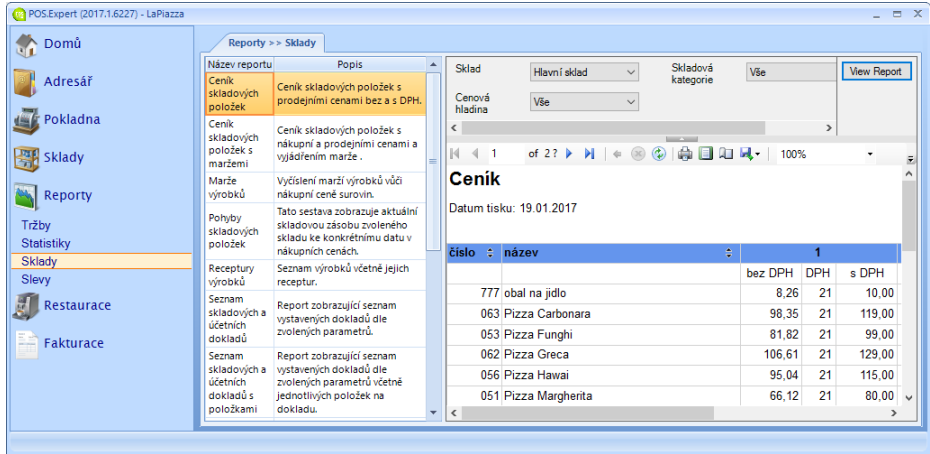 POS.Expert (2017.1.6227) - LaPiazza
Domů
Adresář
Pokladna
Sklady
Reporty
Tržby
Statistiky
Sklady
Slevy
Restaurace
Fakturace
Reporty >> Sklady
Název reportu Popis
Ceník
skladových
položek
Ceník skladových položek s
prodejními cenami bez a s DPH.
Ceník
skladových
položek s
maržemi
Ceník skladových položek s
nákupní a prodejními cenami a
vyjádřením marže .
Marže
výrobků
Vyčíslení marží výrobků vůči
nákupní ceně surovin.
Pohyby
skladových
položek
Tato sestava zobrazuje aktuální
skladovou zásobu zvoleného
skladu ke konkrétnímu datu v
nákupních cenách.
Receptury
výrobků
Seznam výrobků včetně jejich
receptur.
Seznam
skladových a
účetních
dokladů
Report zobrazující seznam
vystavených dokladů dle
zvolených parametrů.
Seznam
skladových a
účetních
dokladů s
položkami
Report zobrazující seznam
vystavených dokladů dle
zvolených parametrů včetně
jednotlivých položek na
dokladu.
Sklad Hlavní sklad
Skladová
kategorie
Vše
View Report
Cenová
hladina
Vše
1 of 2? 100%
Ceník
Datum tisku: 19.01.2017
číslo název 1
bez DPH DPH s DPH
777 obal na jidlo 8,26 21 10,00
063 Pizza Carbonara 98,35 21 119,00
053 Pizza Funghi 81,82 21 99,00
062 Pizza Greca 106,61 21 129,00
056 Pizza Hawai 95,04 21 115,00
051 Pizza Margherita 66,12 21 80,00